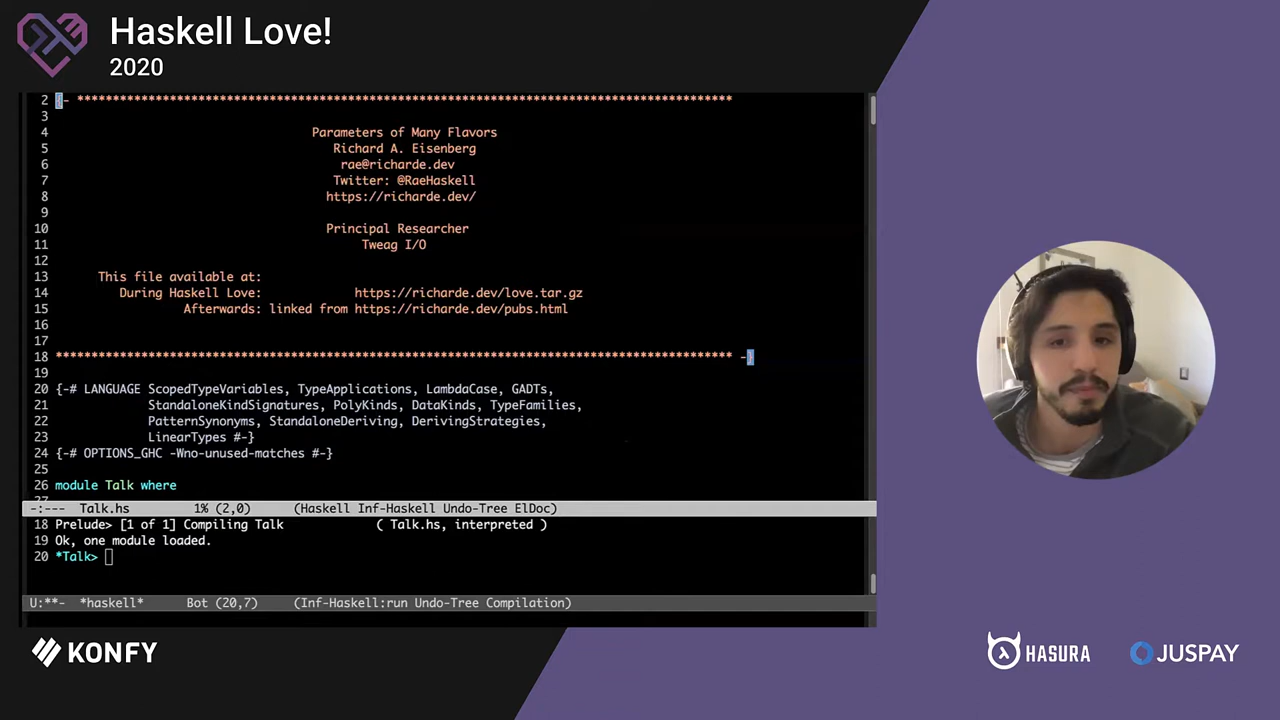 Haskell Love!
2020
2 {- ********************************************************************************************
3
4 Parameters of Many Flavors
5 Richard A. Eisenberg
6 rae@richarde.dev
7 Twitter: @RaeHaskell
8 https://richarde.dev/
9
10 Principal Researcher
11 Tweag I/O
12
13 This file available at:
14 During Haskell Love: https://richarde.dev/love.tar.gz
15 Afterwards: linked from https://richarde.dev/pubs.html
16
17
18 *********************************************************************************************** -}
19
20 {-# LANGUAGE ScopedTypeVariables, TypeApplications, LambdaCase, GADTs,
21 StandaloneKindSignatures, PolyKinds, DataKinds, TypeFamilies,
22 PatternSynonyms, StandaloneDeriving, DerivingStrategies,
23 LinearTypes #-}
24 {-# OPTIONS_GHC -Wno-unused-matches #-}
25
26 module Talk where
-:--- Talk.hs 1% (2,0) (Haskell Inf-Haskell Undo-Tree ElDoc)
18 Prelude> [1 of 1] Compiling Talk ( Talk.hs, interpreted )
19 Ok, one module loaded.
20 *Talk>
U:**- *haskell* Bot (20,7) (Inf-Haskell:run Undo-Tree Compilation)
KONFY
HASURA
JUSPAY